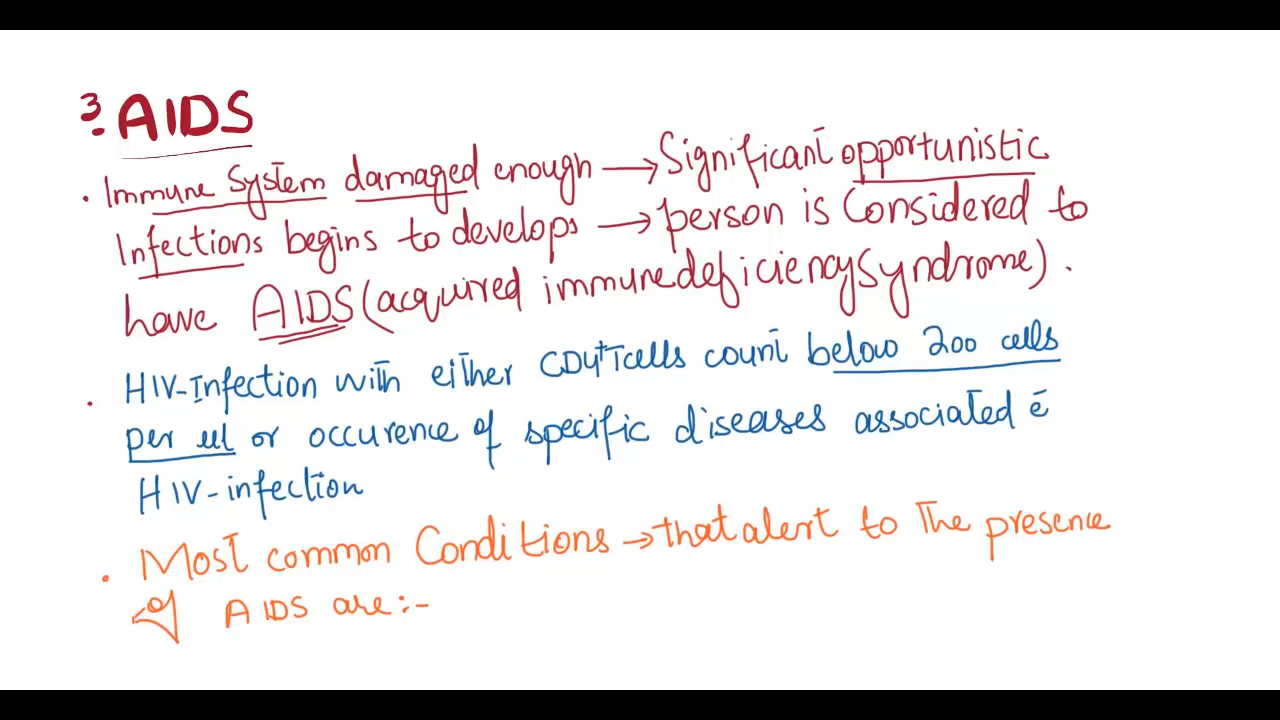 3. AIDS
• Immune System damaged enough → Significant opportunistic
Infections begins to develops → person is Considered to
have AIDS (acquired immunedeficiency Syndrome).
• HIV-Infection with either CD4⁺Tcells count below 200 cells
per ul or occurence of specific diseases associated c̄
HIV-infection
• Most common Conditions → that alert to The presence
of AIDS are:-